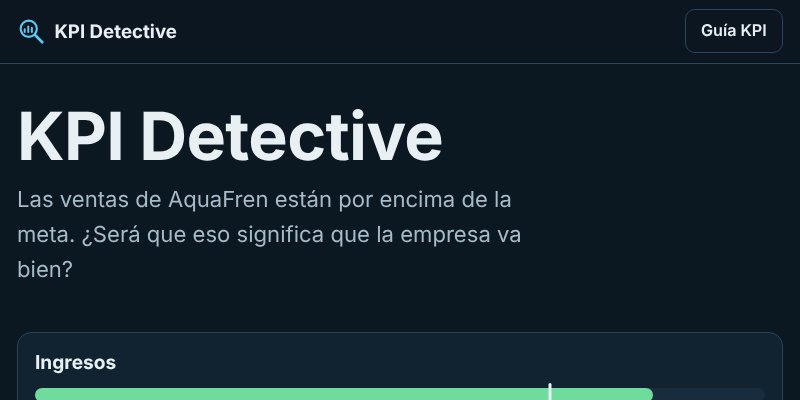 KPI Detective
Guía KPI
KPI Detective
Las ventas de AquaFren están por encima de la
meta. ¿Será que eso significa que la empresa va
bien?
Ingresos